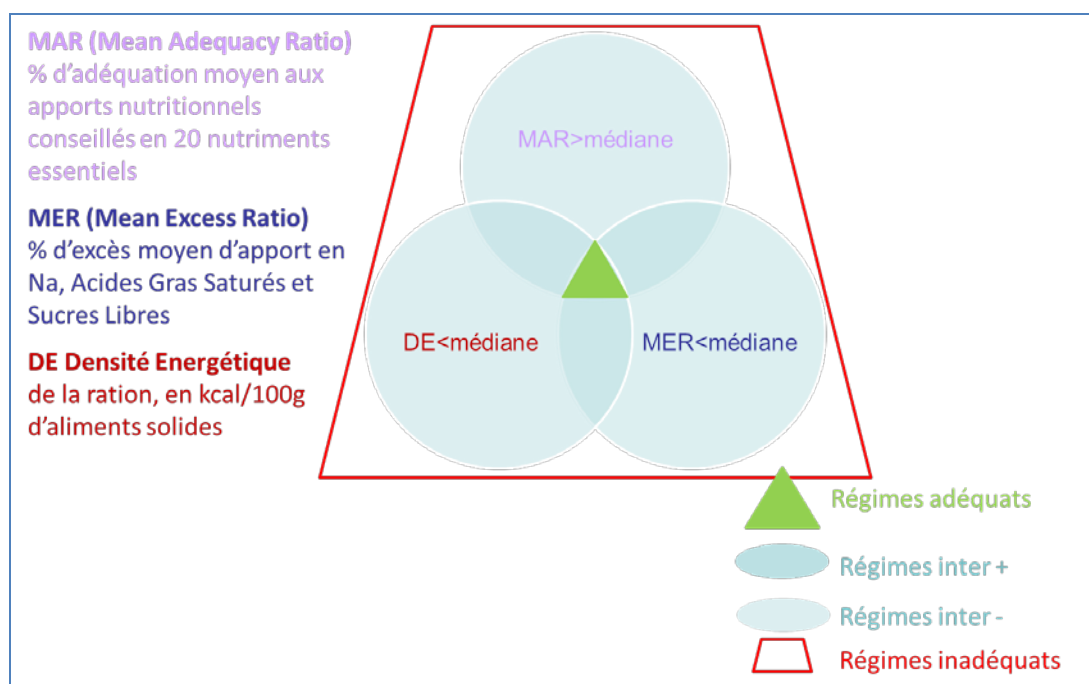 MAR (Mean Adequacy Ratio)
% d'adéquation moyen aux
apports nutritionnels
conseillés en 20 nutriments
essentiels
MER (Mean Excess Ratio)
% d'excès moyen d'apport en
Na, Acides Gras Saturés et
Sucres Libres
DE Densité Energétique
de la ration, en kcal/100g
d'aliments solides
MAR>médiane
DE<médiane
MER<médiane
Régimes adéquats
Régimes inter +
Régimes inter -
Régimes inadéquats